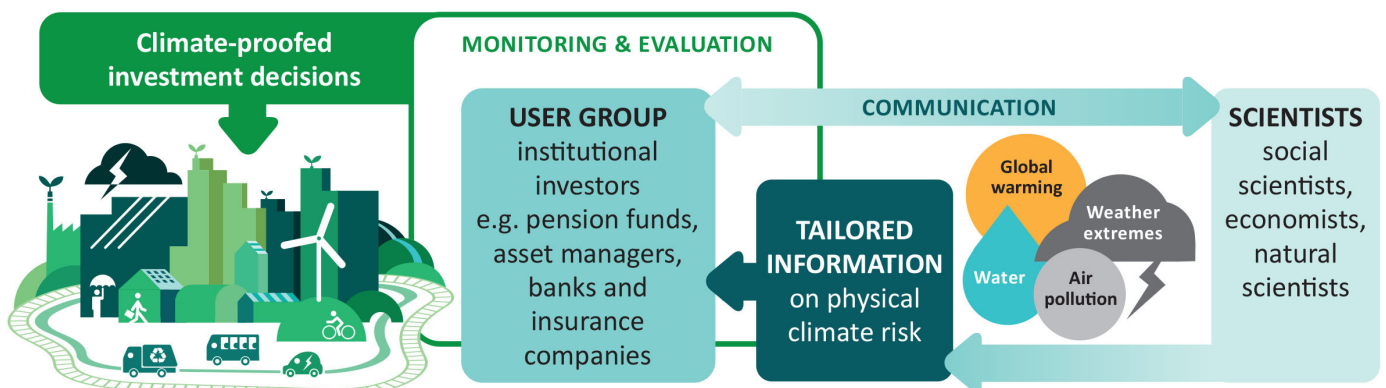 Climate-proofed
investment decisions
MONITORING & EVALUATION
USER GROUP
institutional
investors
e.g. pension funds,
asset managers,
banks and
insurance
companies
COMMUNICATION
TAILORED
INFORMATION
on physical
climate risk
Global
warming
Weather
extremes
Water
Air
pollution
SCIENTISTS
social
scientists,
economists,
natural
scientists